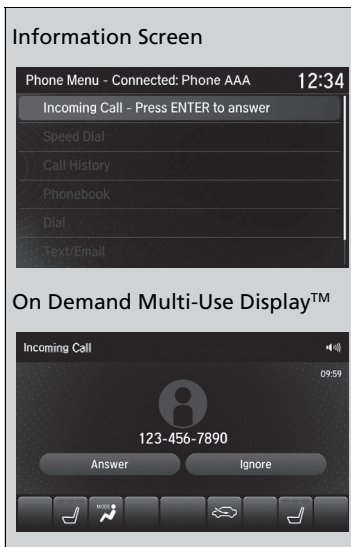 Information Screen
Phone Menu - Connected: Phone AAA 12:34
Incoming Call - Press ENTER to answer
Speed Dial
Call History
Phonebook
Dial
Text/Email
On Demand Multi-Use Display™
Incoming Call
09:59
123-456-7890
Answer Ignore
MODE